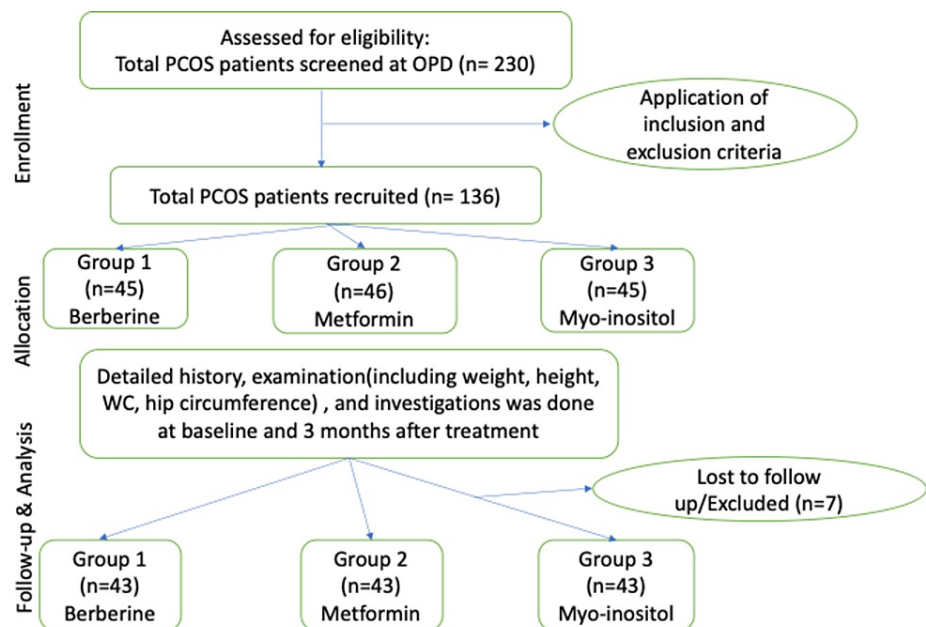 Enrollment
Assessed for eligibility:
Total PCOS patients screened at OPD (n= 230)
Application of
inclusion and
exclusion criteria
Total PCOS patients recruited (n= 136)
Allocation
Group 1
(n=45)
Berberine
Group 2
(n=46)
Metformin
Group 3
(n=45)
Myo-inositol
Follow-up & Analysis
Detailed history, examination(including weight, height,
WC, hip circumference) , and investigations was done
at baseline and 3 months after treatment
Lost to follow
up/Excluded (n=7)
Group 1
(n=43)
Berberine
Group 2
(n=43)
Metformin
Group 3
(n=43)
Myo-inositol